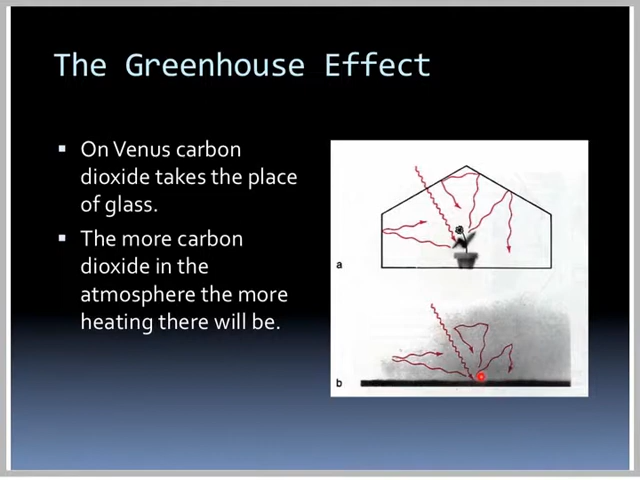 The Greenhouse Effect
▪ On Venus carbon
dioxide takes the place
of glass.
▪ The more carbon
dioxide in the
atmosphere the more
heating there will be.
a
b